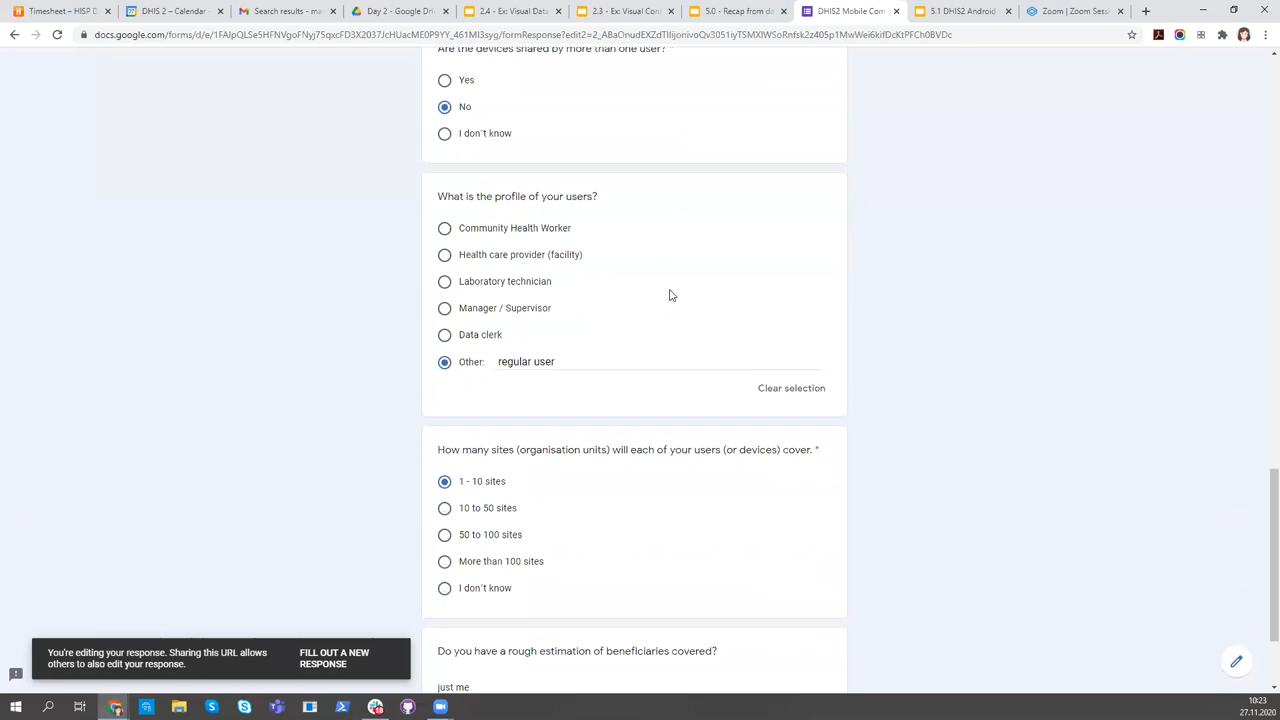 Timesheet – HISP D
DHIS 2 – Calendar
Search results - ma
Day 2 - Google Dri
2.4 - Ex: Visual Data
2.3 - Ex: Visual Con
5.0 - Recap from da
DHIS2 Mobile Com
5.1 DHIS2 Android
Zoom | Zoom Sessi
Are the devices shared by more than one user?
Yes
No
I don´t know
What is the profile of your users?
Community Health Worker
Health care provider (facility)
Laboratory technician
Manager / Supervisor
Data clerk
Other: regular user
Clear selection
How many sites (organisation units) will each of your users (or devices) cover. *
1 - 10 sites
10 to 50 sites
50 to 100 sites
More than 100 sites
I don´t know
You're editing your response. Sharing this URL allows
others to also edit your response.
FILL OUT A NEW
RESPONSE
Do you have a rough estimation of beneficiaries covered?
just me
10:23
27.11.2020